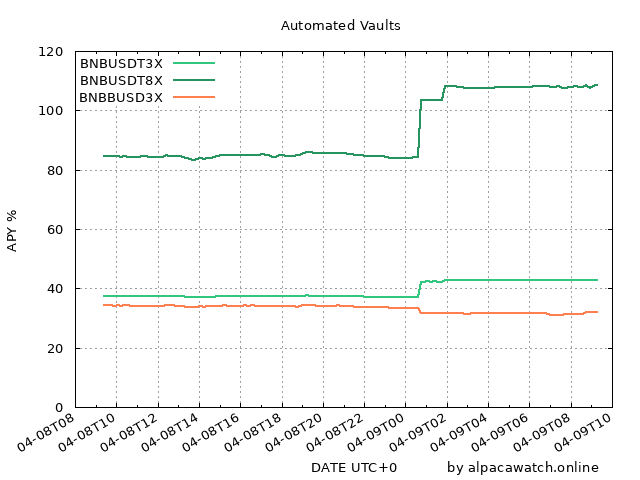 Automated Vaults
120
100
80
60
40
20
0
APY %
BNBUSDT3X
BNBUSDT8X
BNBBUSD3X
04-08T08
04-08T10
04-08T12
04-08T14
04-08T16
04-08T18
04-08T20
04-08T22
04-09T00
04-09T02
04-09T04
04-09T06
04-09T08
04-09T10
DATE UTC+0
by alpacawatch.online